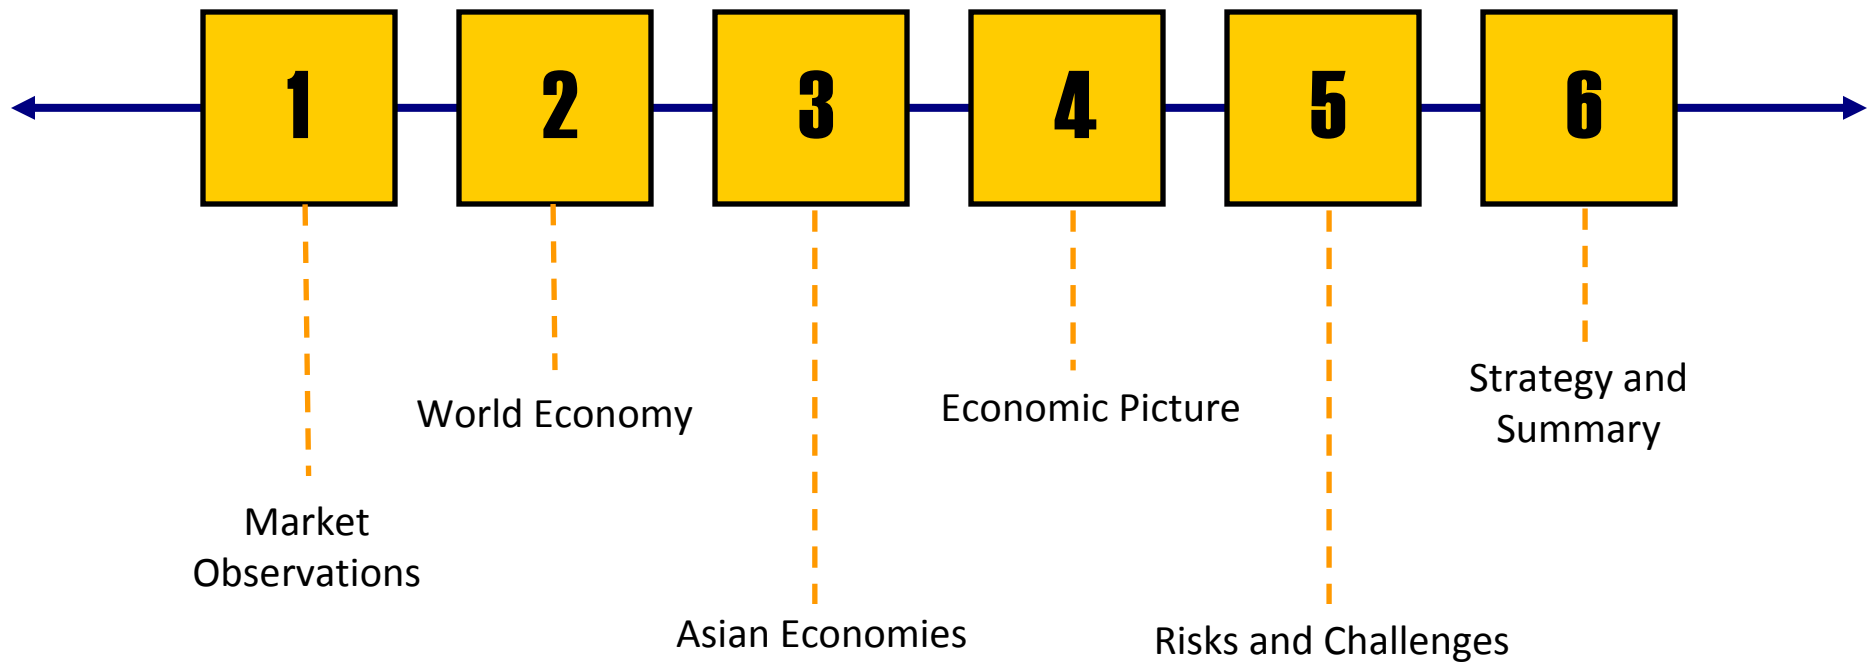 1
2
3
4
5
6
Market
Observations
World Economy
Asian Economies
Economic Picture
Risks and Challenges
Strategy and
Summary